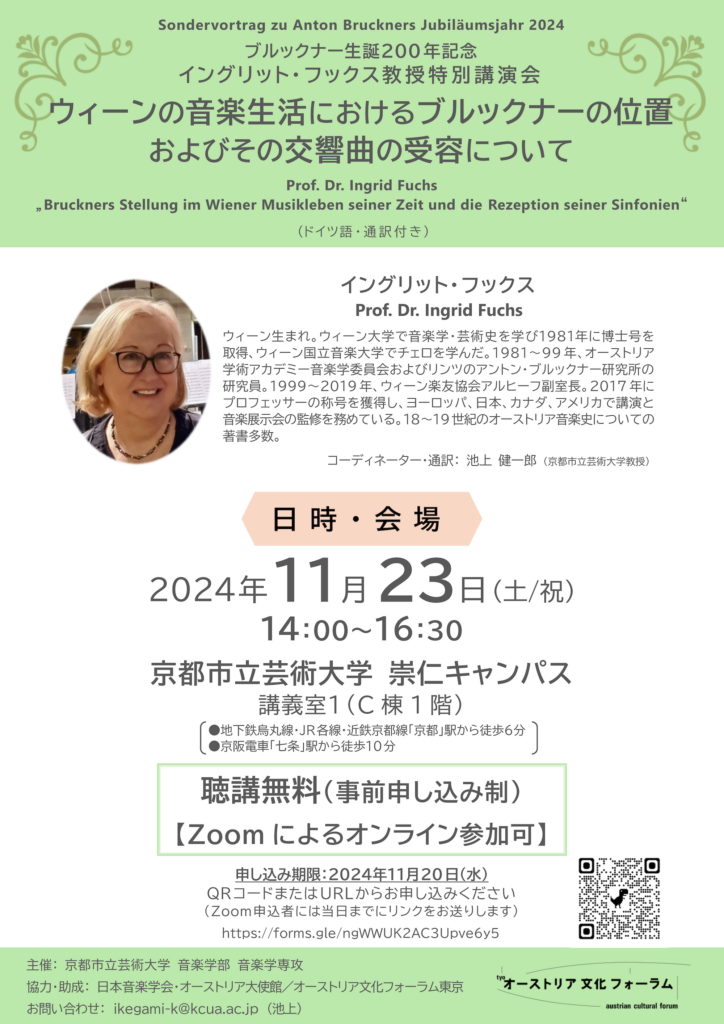 Sondervortrag zu Anton Bruckners Jubiläumsjahr 2024
ブルックナー生誕200年記念
イングリット・フックス教授特別講演会
ウィーンの音楽生活におけるブルックナーの位置
およびその交響曲の受容について
Prof. Dr. Ingrid Fuchs
„Bruckners Stellung im Wiener Musikleben seiner Zeit und die Rezeption seiner Sinfonien“
（ドイツ語・通訳付き）
イングリット・フックス
Prof. Dr. Ingrid Fuchs
ウィーン生まれ。ウィーン大学で音楽学・芸術史を学び1981年に博士号を
取得、ウィーン国立音楽大学でチェロを学んだ。1981～99年、オーストリア
学術アカデミー音楽学委員会およびリンツのアントン・ブルックナー研究所の
研究員。1999～2019年、ウィーン楽友協会アルヒーフ副室長。2017年に
プロフェッサーの称号を獲得し、ヨーロッパ、日本、カナダ、アメリカで講演と
音楽展示会の監修を務めている。18～19世紀のオーストリア音楽史についての
著書多数。
コーディネーター・通訳： 池上 健一郎（京都市立芸術大学教授）
日時・会場
2024年11月23日（土/祝）
14：00～16：30
京都市立芸術大学 崇仁キャンパス
講義室1（C棟1階）
●地下鉄烏丸線・JR各線・近鉄京都線「京都」駅から徒歩6分
●京阪電車「七条」駅から徒歩10分
聴講無料（事前申し込み制）
【Zoomによるオンライン参加可】
申し込み期限：2024年11月20日（水）
QRコードまたはURLからお申し込みください
（Zoom申込者には当日までにリンクをお送りします）
https://forms.gle/ngWWUK2AC3Upve6y5
主催： 京都市立芸術大学 音楽学部 音楽学専攻
協力・助成： 日本音楽学会・オーストリア大使館／オーストリア文化フォーラム東京
お問い合わせ： ikegami-k@kcua.ac.jp（池上）
tyo
オーストリア 文化 フォーラム
austrian cultural forum